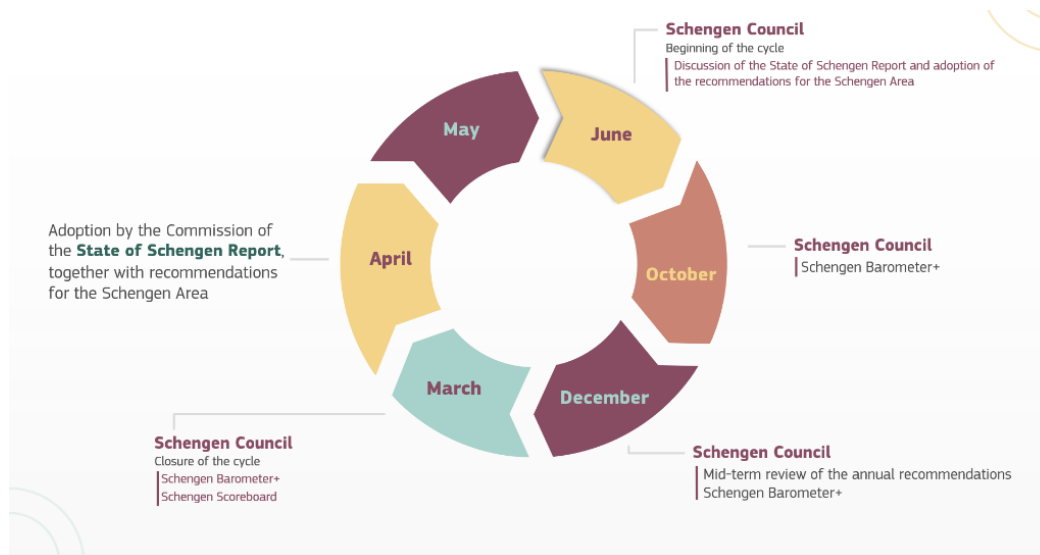 Schengen Council
Beginning of the cycle
Discussion of the State of Schengen Report and adoption of
the recommendations for the Schengen Area
May
June
Adoption by the Commission of
the State of Schengen Report,
together with recommendations
for the Schengen Area
April
October
Schengen Council
Schengen Barometer+
March
December
Schengen Council
Closure of the cycle
Schengen Barometer+
Schengen Scoreboard
Schengen Council
Mid-term review of the annual recommendations
Schengen Barometer+